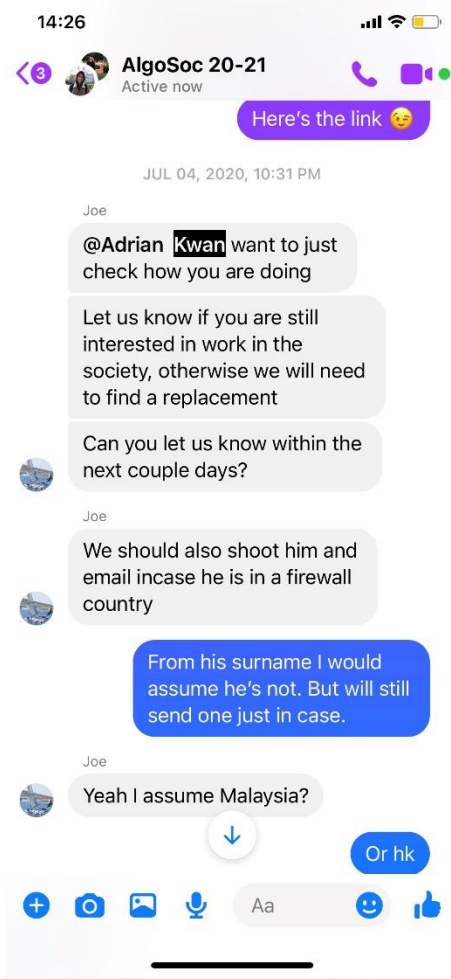 14:26
3
AlgoSoc 20-21
Active now
Here's the link 😉
JUL 04, 2020, 10:31 PM
Joe
@Adrian Kwan want to just
check how you are doing
Let us know if you are still
interested in work in the
society, otherwise we will need
to find a replacement
Can you let us know within the
next couple days?
Joe
We should also shoot him and
email incase he is in a firewall
country
From his surname I would
assume he's not. But will still
send one just in case.
Joe
Yeah I assume Malaysia?
Or hk
Aa